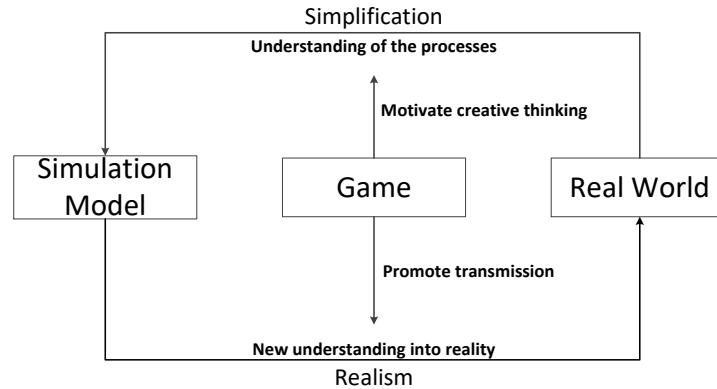 Simplification
Understanding of the processes
Motivate creative thinking
Simulation
Model
Game
Real World
Promote transmission
New understanding into reality
Realism